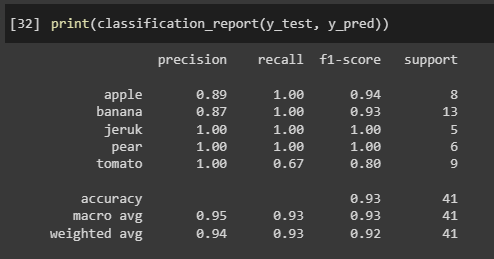 [32] print(classification_report(y_test, y_pred))
precision recall f1-score support
apple 0.89 1.00 0.94 8
banana 0.87 1.00 0.93 13
jeruk 1.00 1.00 1.00 5
pear 1.00 1.00 1.00 6
tomato 1.00 0.67 0.80 9
accuracy 0.93 41
macro avg 0.95 0.93 0.93 41
weighted avg 0.94 0.93 0.92 41